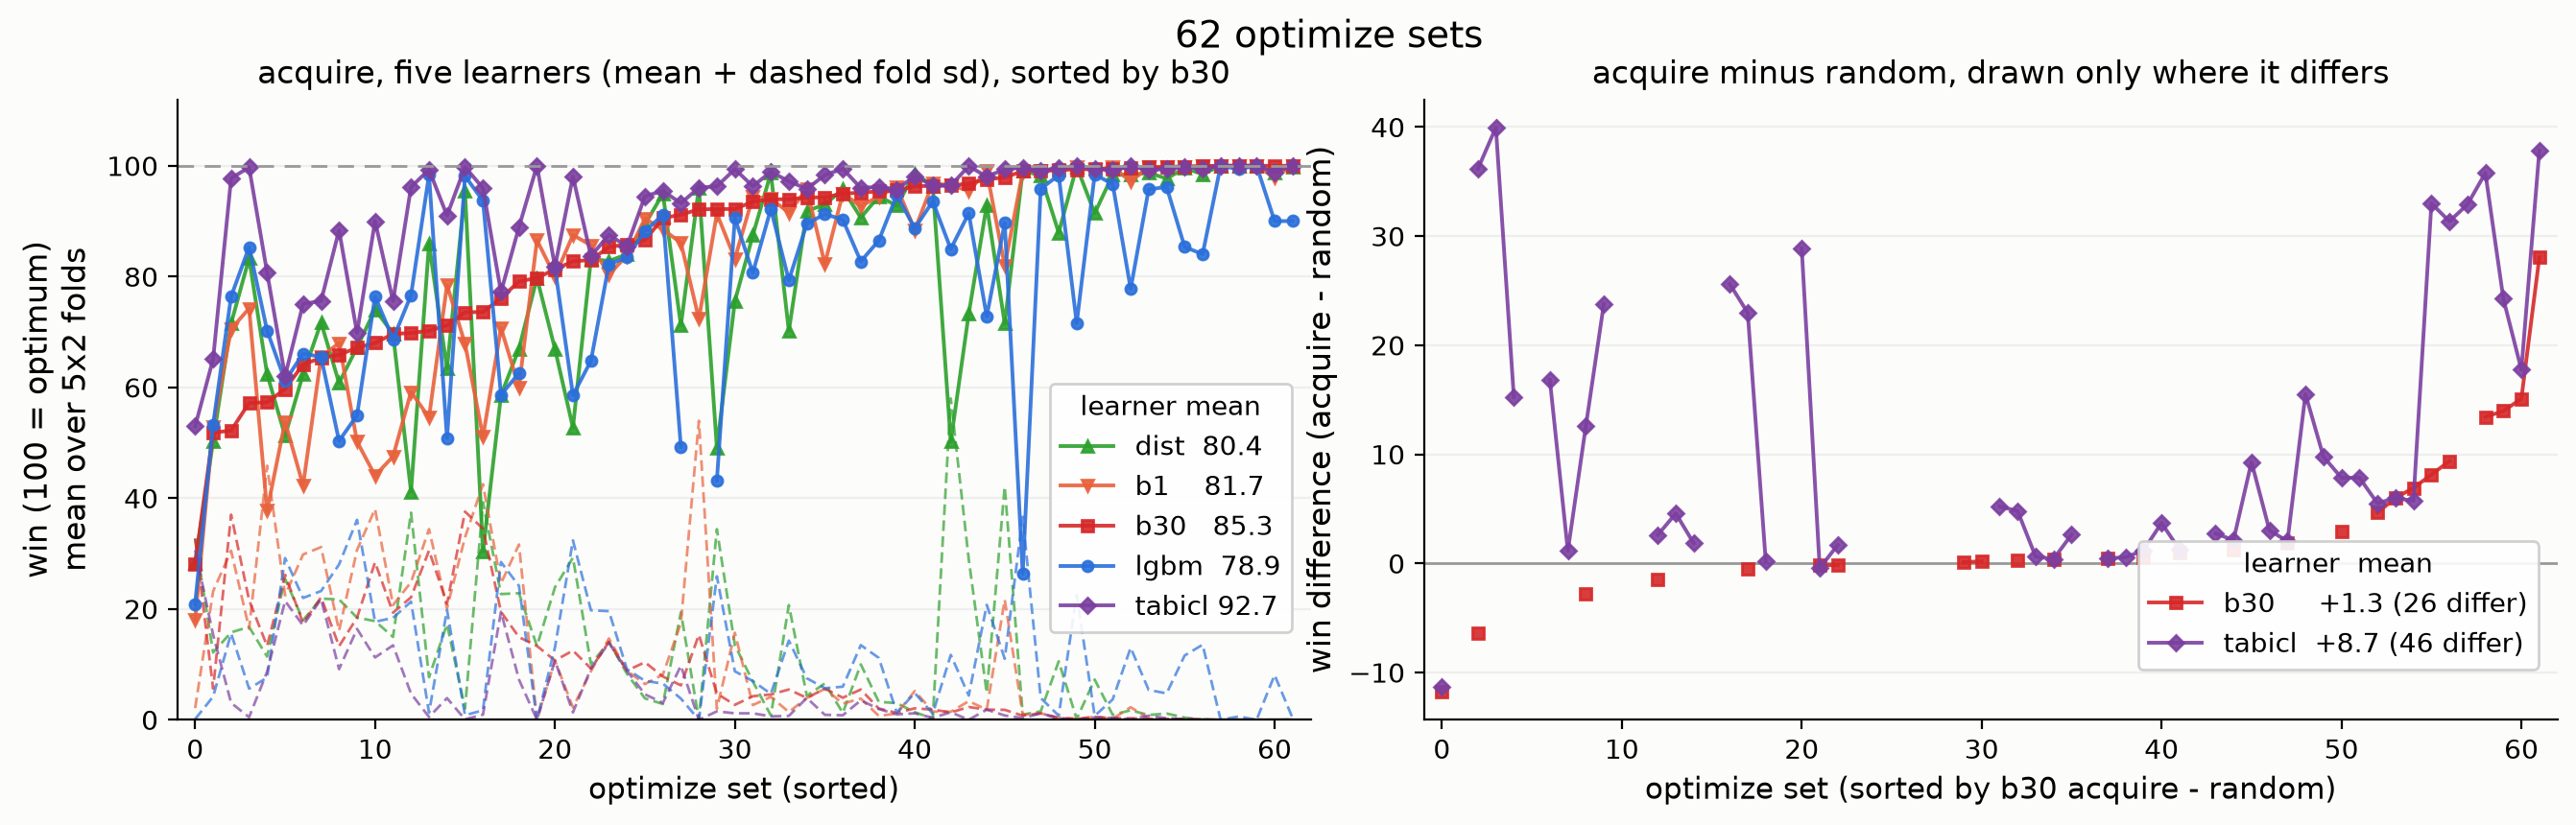 62 optimize sets
acquire, five learners (mean + dashed fold sd), sorted by b30
win (100 = optimum)
mean over 5x2 folds
100
80
60
40
20
0
0
10
20
30
40
50
60
optimize set (sorted)
learner mean
dist 80.4
b1 81.7
b30 85.3
lgbm 78.9
tabicl 92.7
acquire minus random, drawn only where it differs
win difference (acquire - random)
40
30
20
10
0
−10
0
10
20
30
40
50
60
optimize set (sorted by b30 acquire - random)
learner mean
b30 +1.3 (26 differ)
tabicl +8.7 (46 differ)